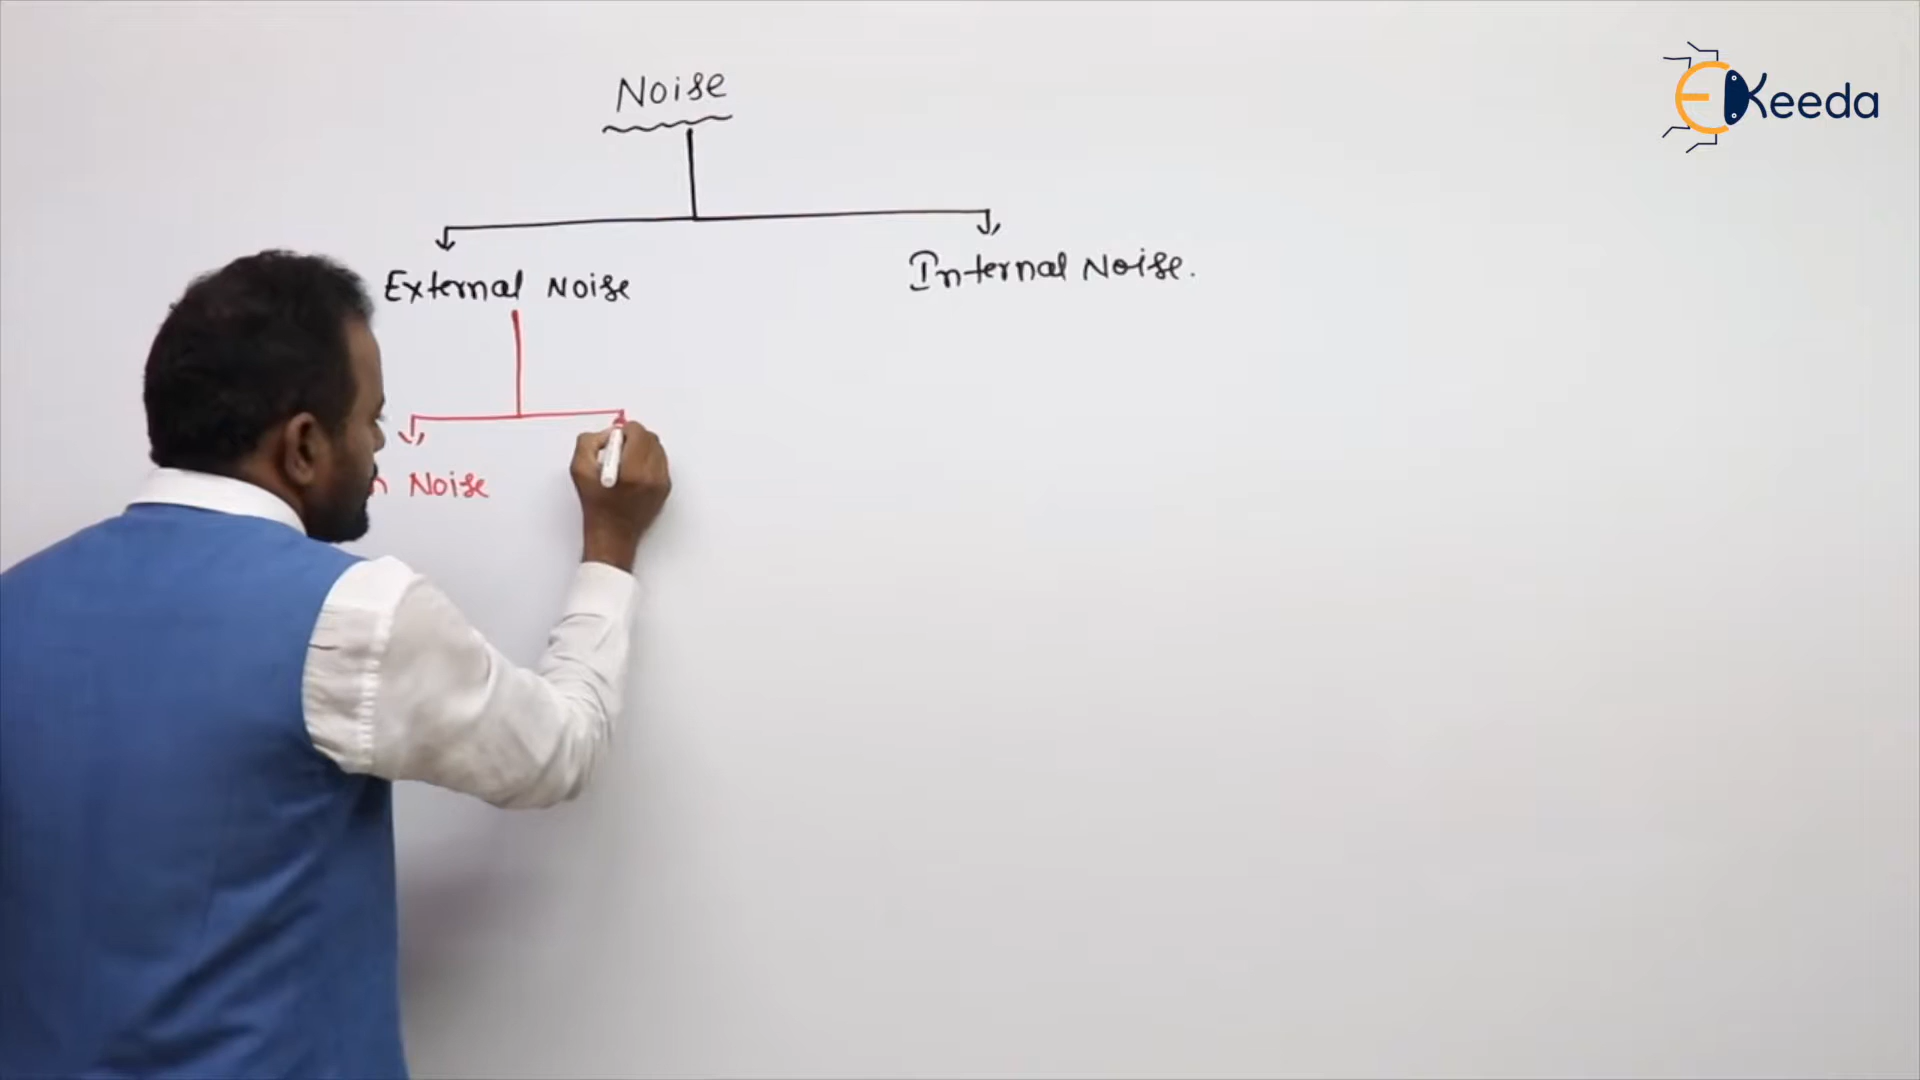 Noise
EKeeda
External Noise
Internal Noise.
Noise